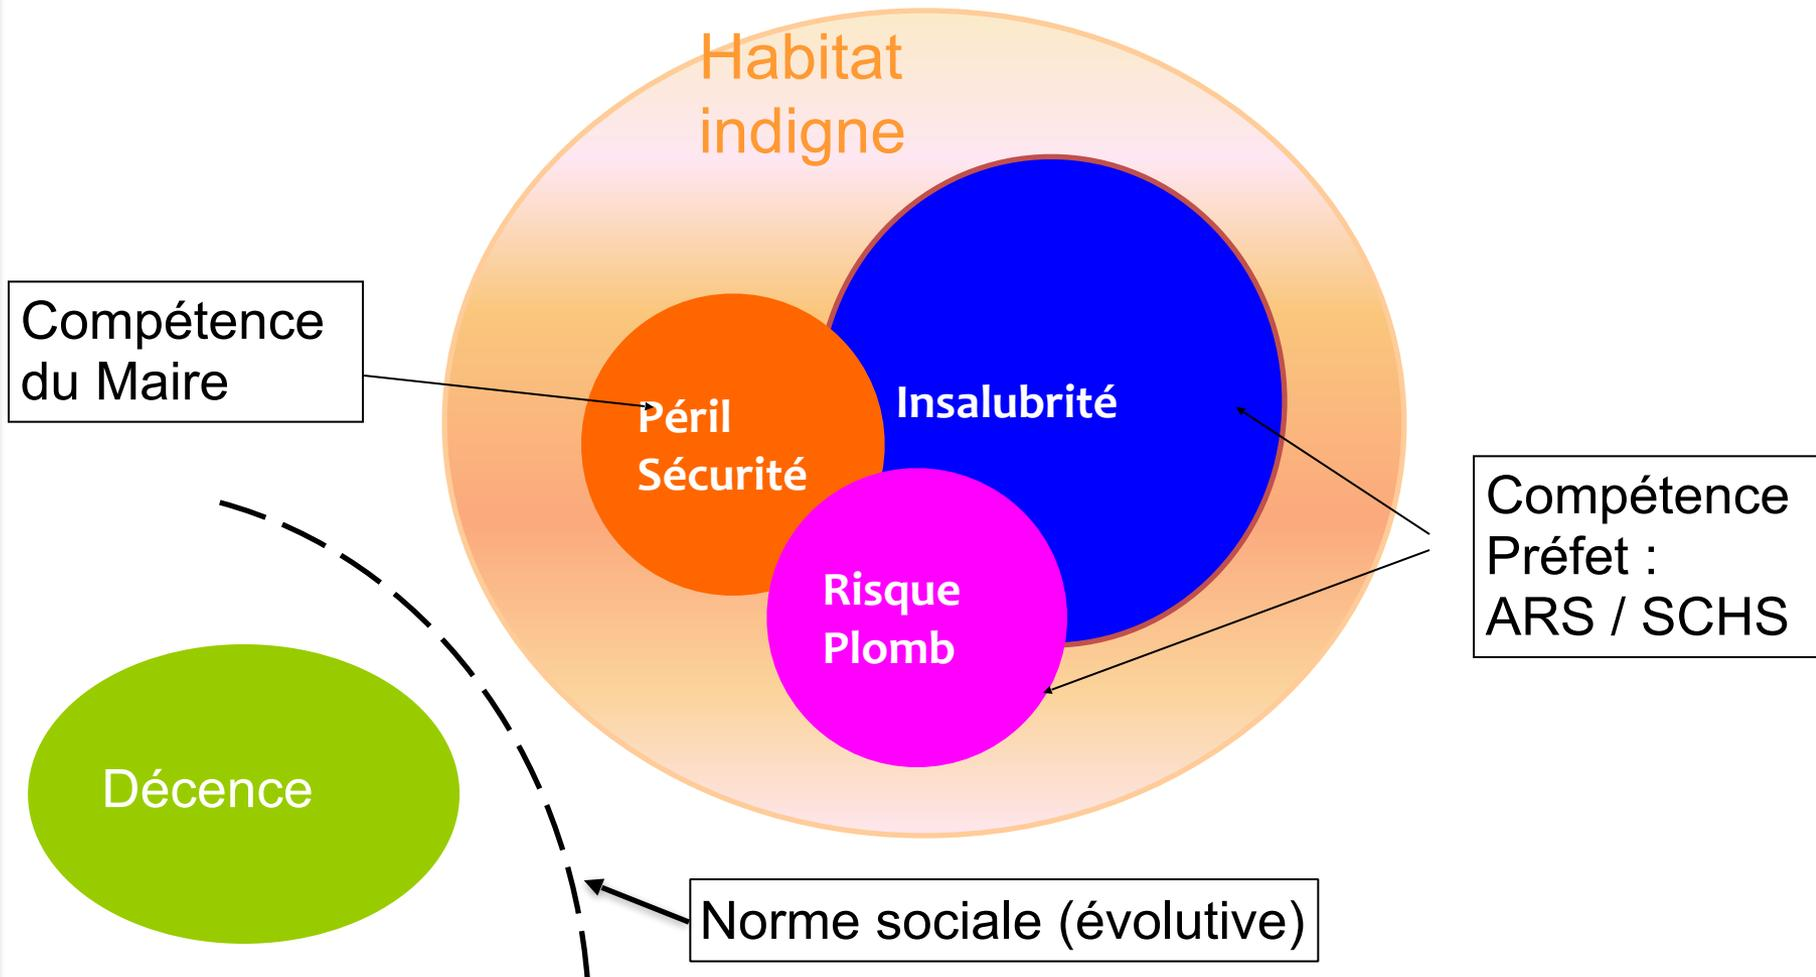 Habitat
indigne
Compétence
du Maire
Péril
Sécurité
Insalubrité
Compétence
Préfet :
ARS / SCHS
Risque
Plomb
Décence
Norme sociale (évolutive)